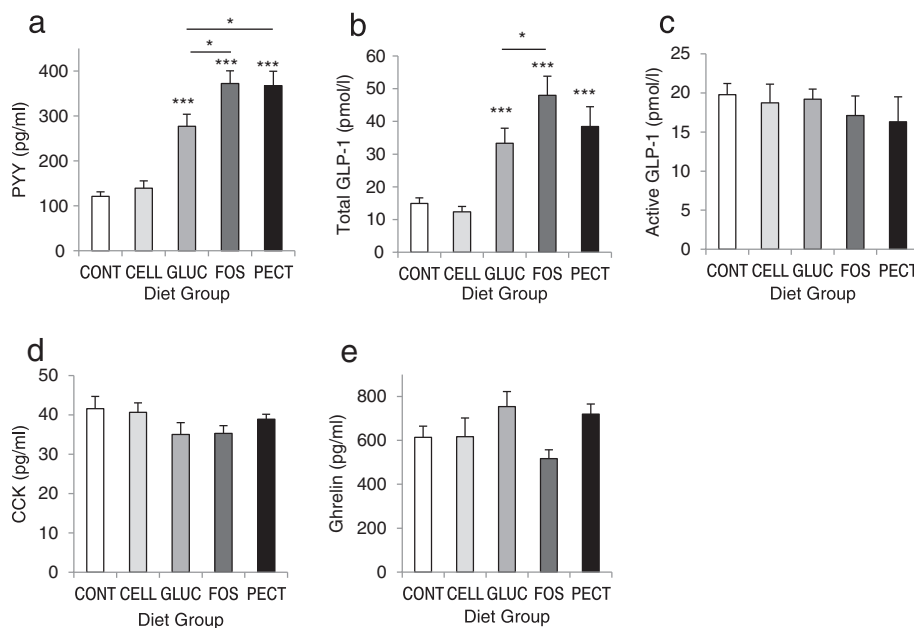 a
*
*
***
***
***
400
300
200
100
0
PYY (pg/ml)
CONT CELL GLUC FOS PECT
Diet Group
b
*
***
***
***
60
50
40
30
20
10
0
Total GLP-1 (pmol/l)
CONT CELL GLUC FOS PECT
Diet Group
c
25
20
15
10
5
0
Active GLP-1 (pmol/l)
CONT CELL GLUC FOS PECT
Diet Group
d
50
40
30
20
10
0
CCK (pg/ml)
CONT CELL GLUC FOS PECT
Diet Group
e
800
600
400
200
0
Ghrelin (pg/ml)
CONT CELL GLUC FOS PECT
Diet Group